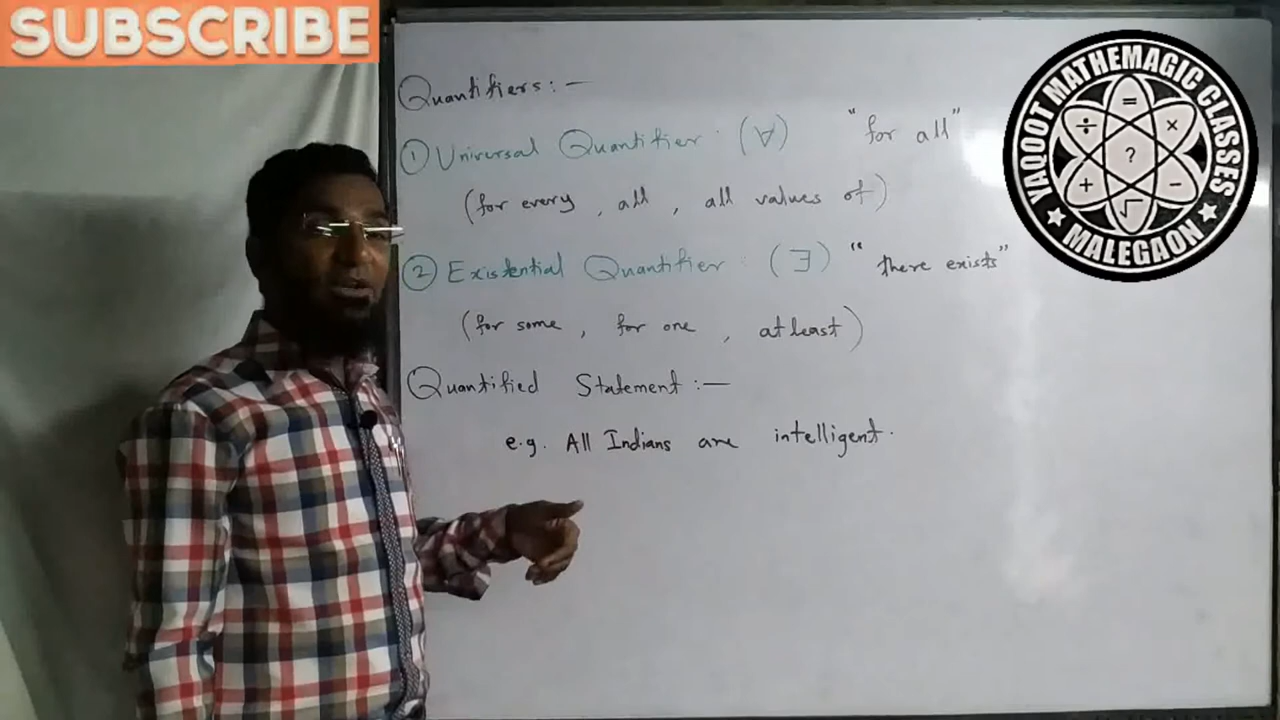 SUBSCRIBE
YAQOOT MATHEMAGIC CLASSES
MALEGAON
= × − √ + ÷ ?
Quantifiers : —
① Universal Quantifier : (∀) "for all"
(for every , all , all values of)
② Existential Quantifier : (∃) "there exists"
(for some , for one , atleast)
Quantified Statement :—
e.g. All Indians are intelligent.